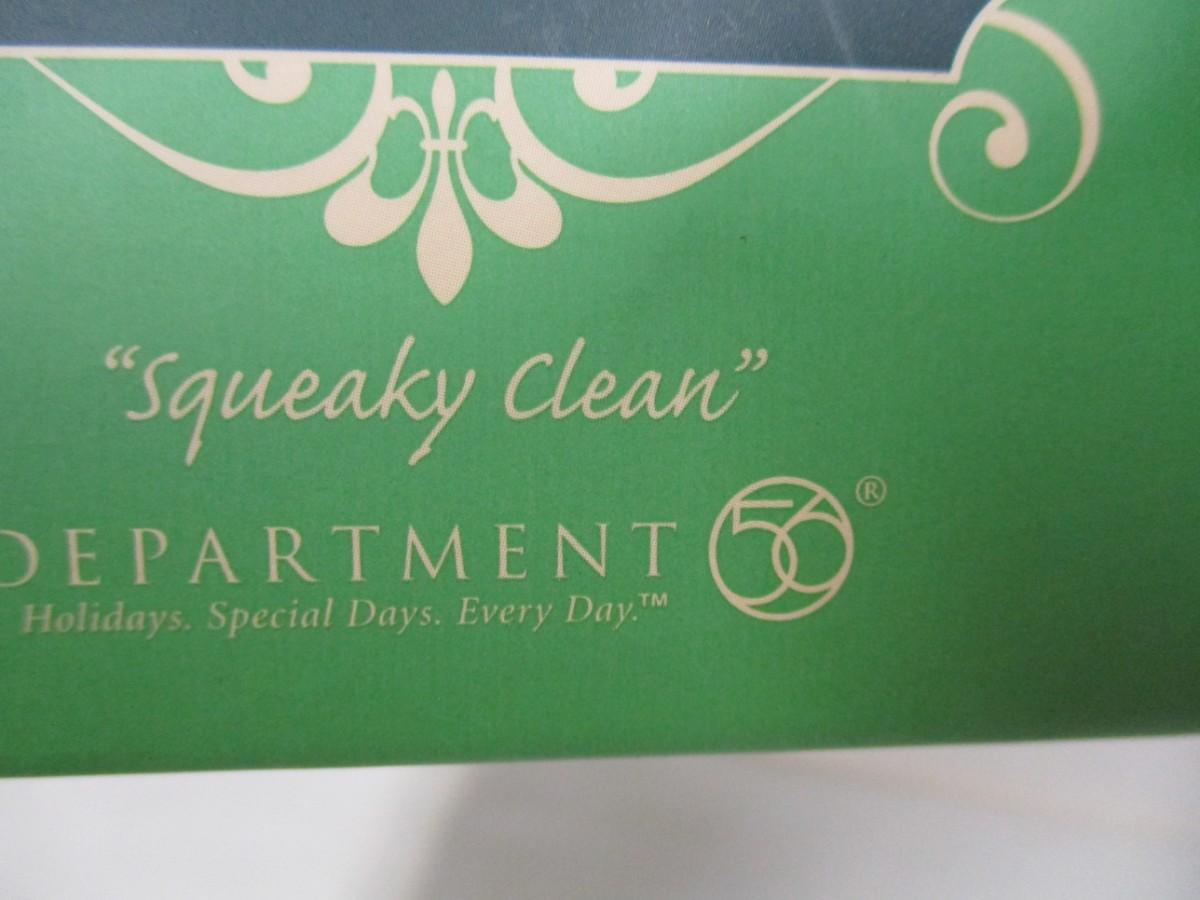 “Squeaky Clean”
DEPARTMENT 56®
Holidays. Special Days. Every Day.™